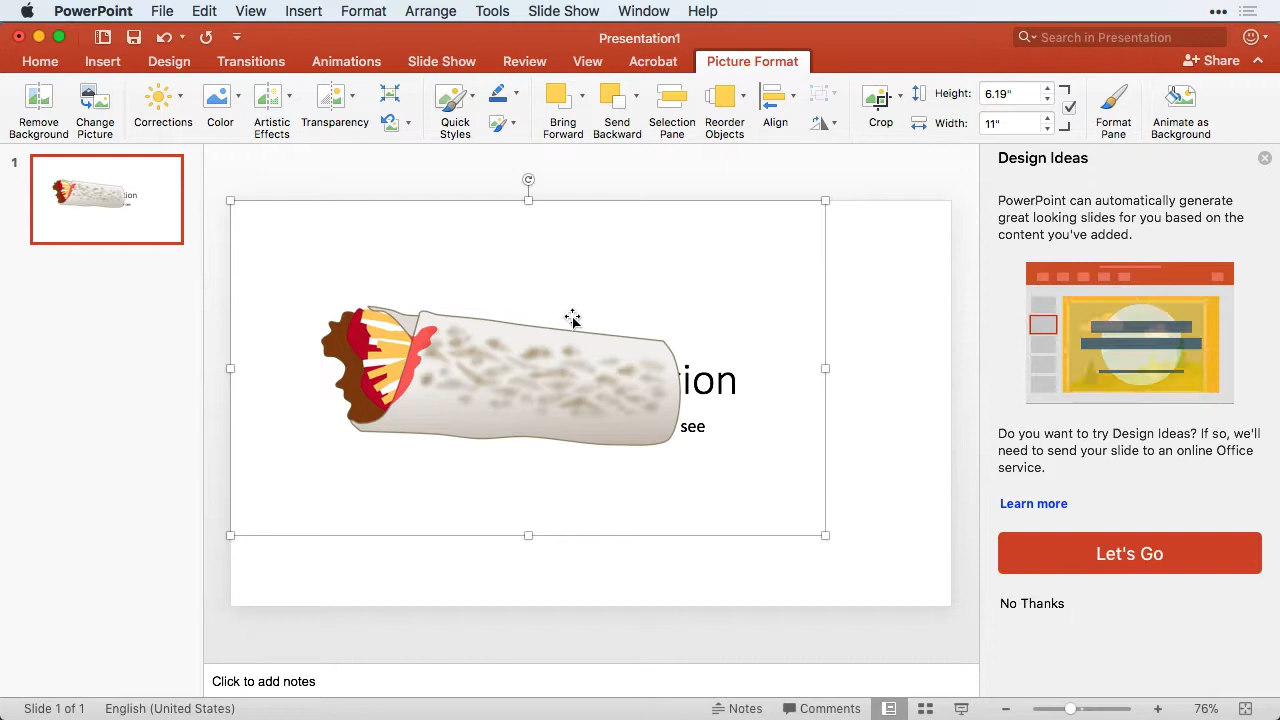 PowerPoint File Edit View Insert Format Arrange Tools Slide Show Window Help
Presentation1
Search in Presentation
Home Insert Design Transitions Animations Slide Show Review View Acrobat Picture Format Share
Remove Background
Change Picture
Corrections
Color
Artistic Effects
Transparency
Quick Styles
Bring Forward
Send Backward
Selection Pane
Reorder Objects
Align
Crop
Height: 6.19"
Width: 11"
Format Pane
Animate as Background
1
ion
see
Design Ideas
PowerPoint can automatically generate
great looking slides for you based on the
content you've added.
Do you want to try Design Ideas? If so, we'll
need to send your slide to an online Office
service.
Learn more
Let's Go
No Thanks
Click to add notes
Slide 1 of 1 English (United States) Notes Comments 76%